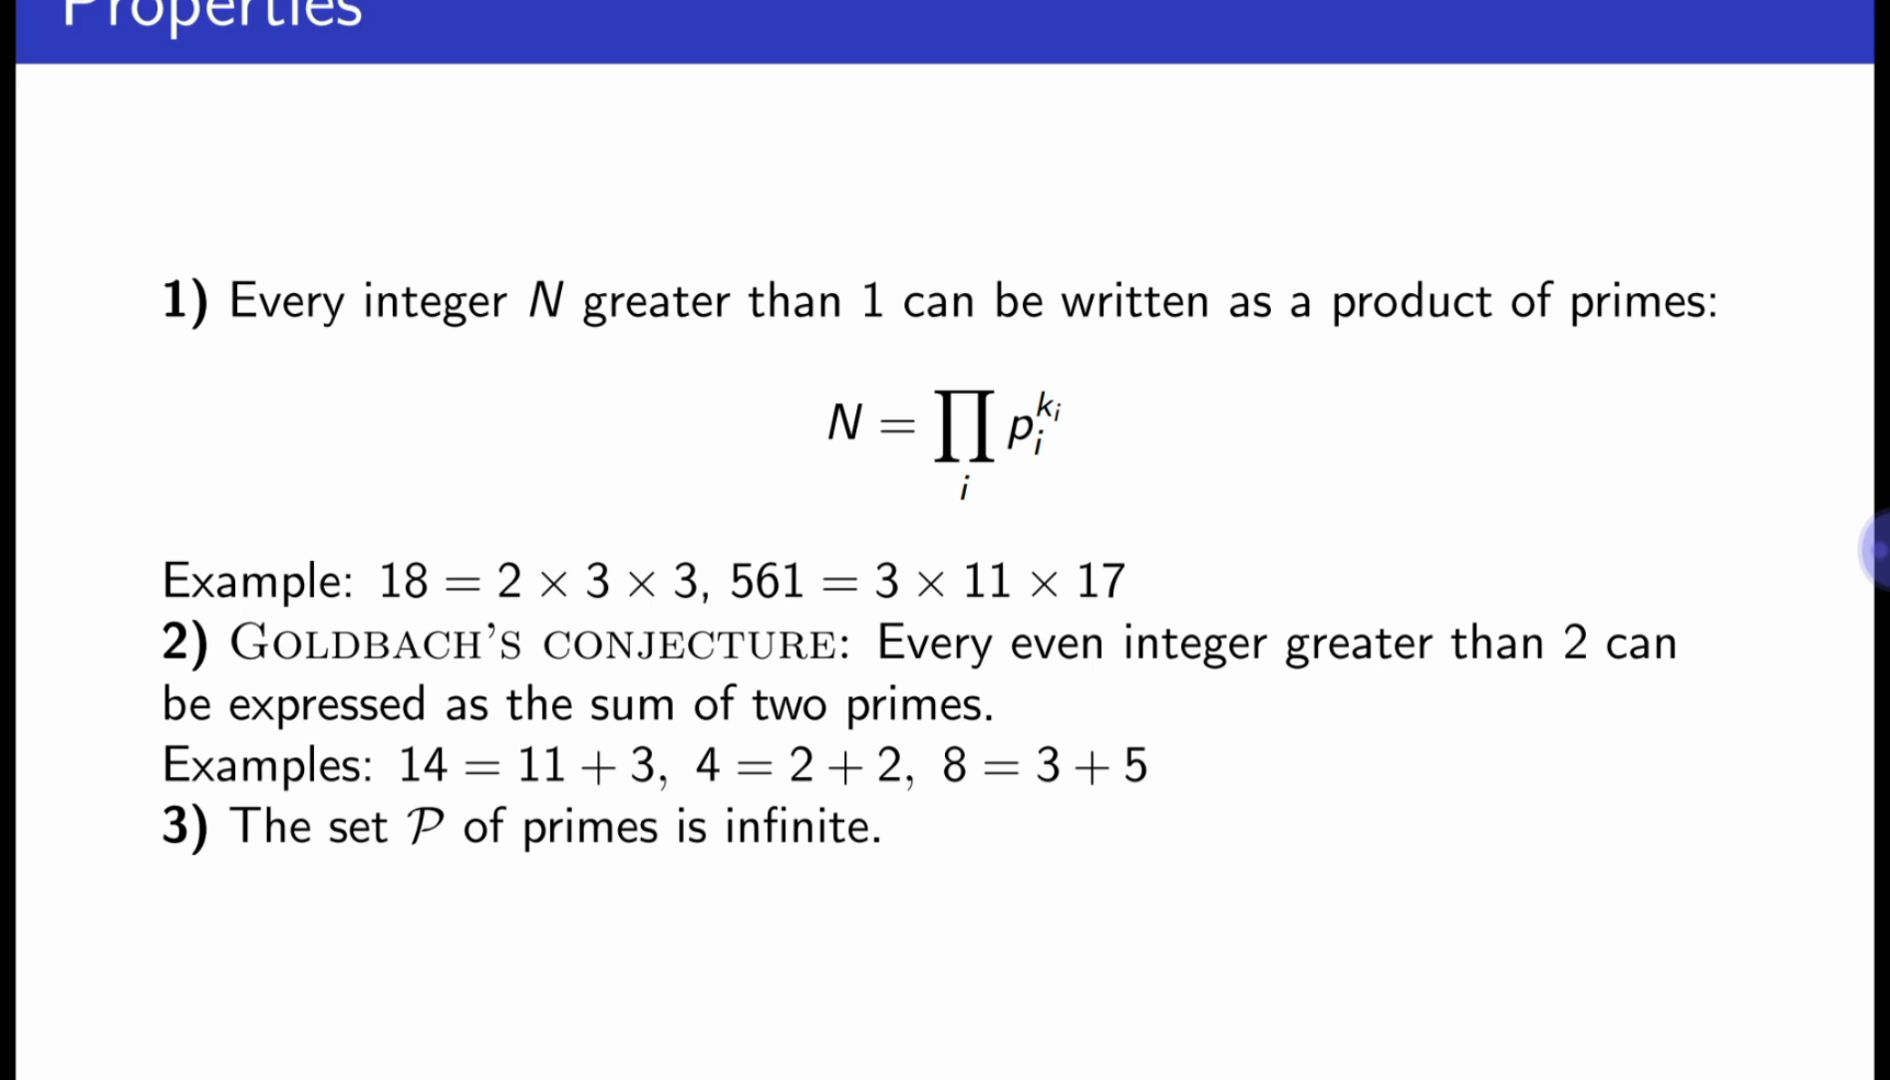 Properties
1) Every integer N greater than 1 can be written as a product of primes:
N = ∏_i p_i^{k_i}
Example: 18 = 2 × 3 × 3, 561 = 3 × 11 × 17
2) GOLDBACH'S CONJECTURE: Every even integer greater than 2 can
be expressed as the sum of two primes.
Examples: 14 = 11 + 3, 4 = 2 + 2, 8 = 3 + 5
3) The set 𝒫 of primes is infinite.